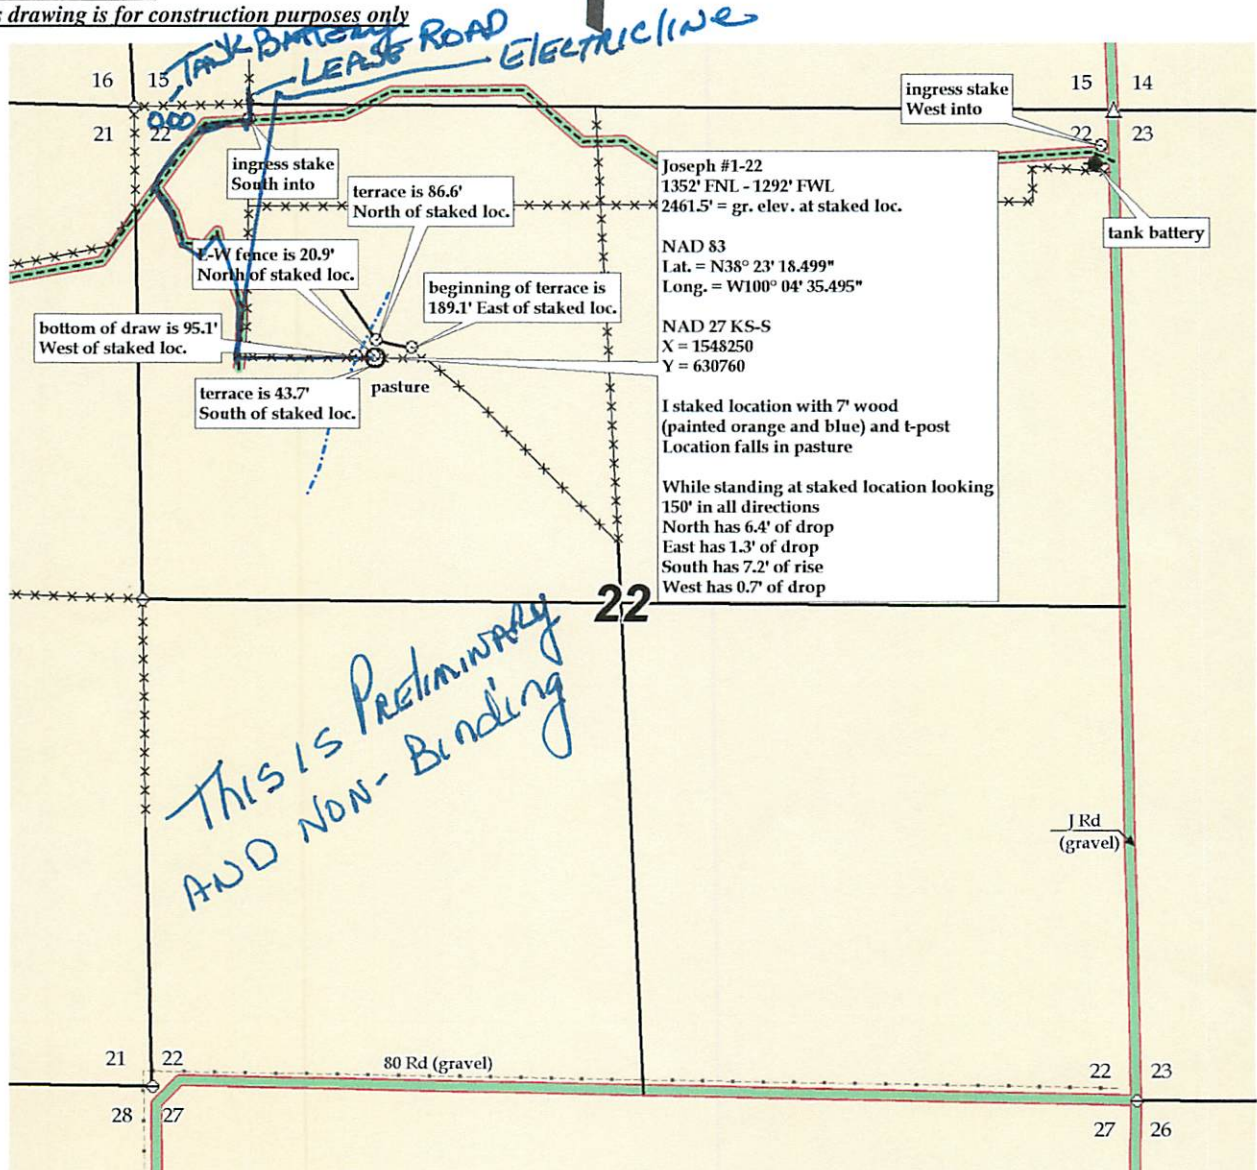 s drawing is for construction purposes only
TANK BATTERY
LEASE ROAD
ELECTRIC LINE
16 15
21 22
15 14
22 23
ingress stake
West into
ingress stake
South into
terrace is 86.6'
North of staked loc.
tank battery
E-W fence is 20.9'
North of staked loc.
beginning of terrace is
189.1' East of staked loc.
bottom of draw is 95.1'
West of staked loc.
terrace is 43.7'
South of staked loc.
pasture
Joseph #1-22
1352' FNL - 1292' FWL
2461.5' = gr. elev. at staked loc.
NAD 83
Lat. = N38° 23' 18.499"
Long. = W100° 04' 35.495"
NAD 27 KS-S
X = 1548250
Y = 630760
I staked location with 7' wood
(painted orange and blue) and t-post
Location falls in pasture
While standing at staked location looking
150' in all directions
North has 6.4' of drop
East has 1.3' of drop
South has 7.2' of rise
West has 0.7' of drop
22
THIS IS PRELIMINARY
AND NON-Binding
J Rd
(gravel)
80 Rd (gravel)
21 22
28 27
22 23
27 26